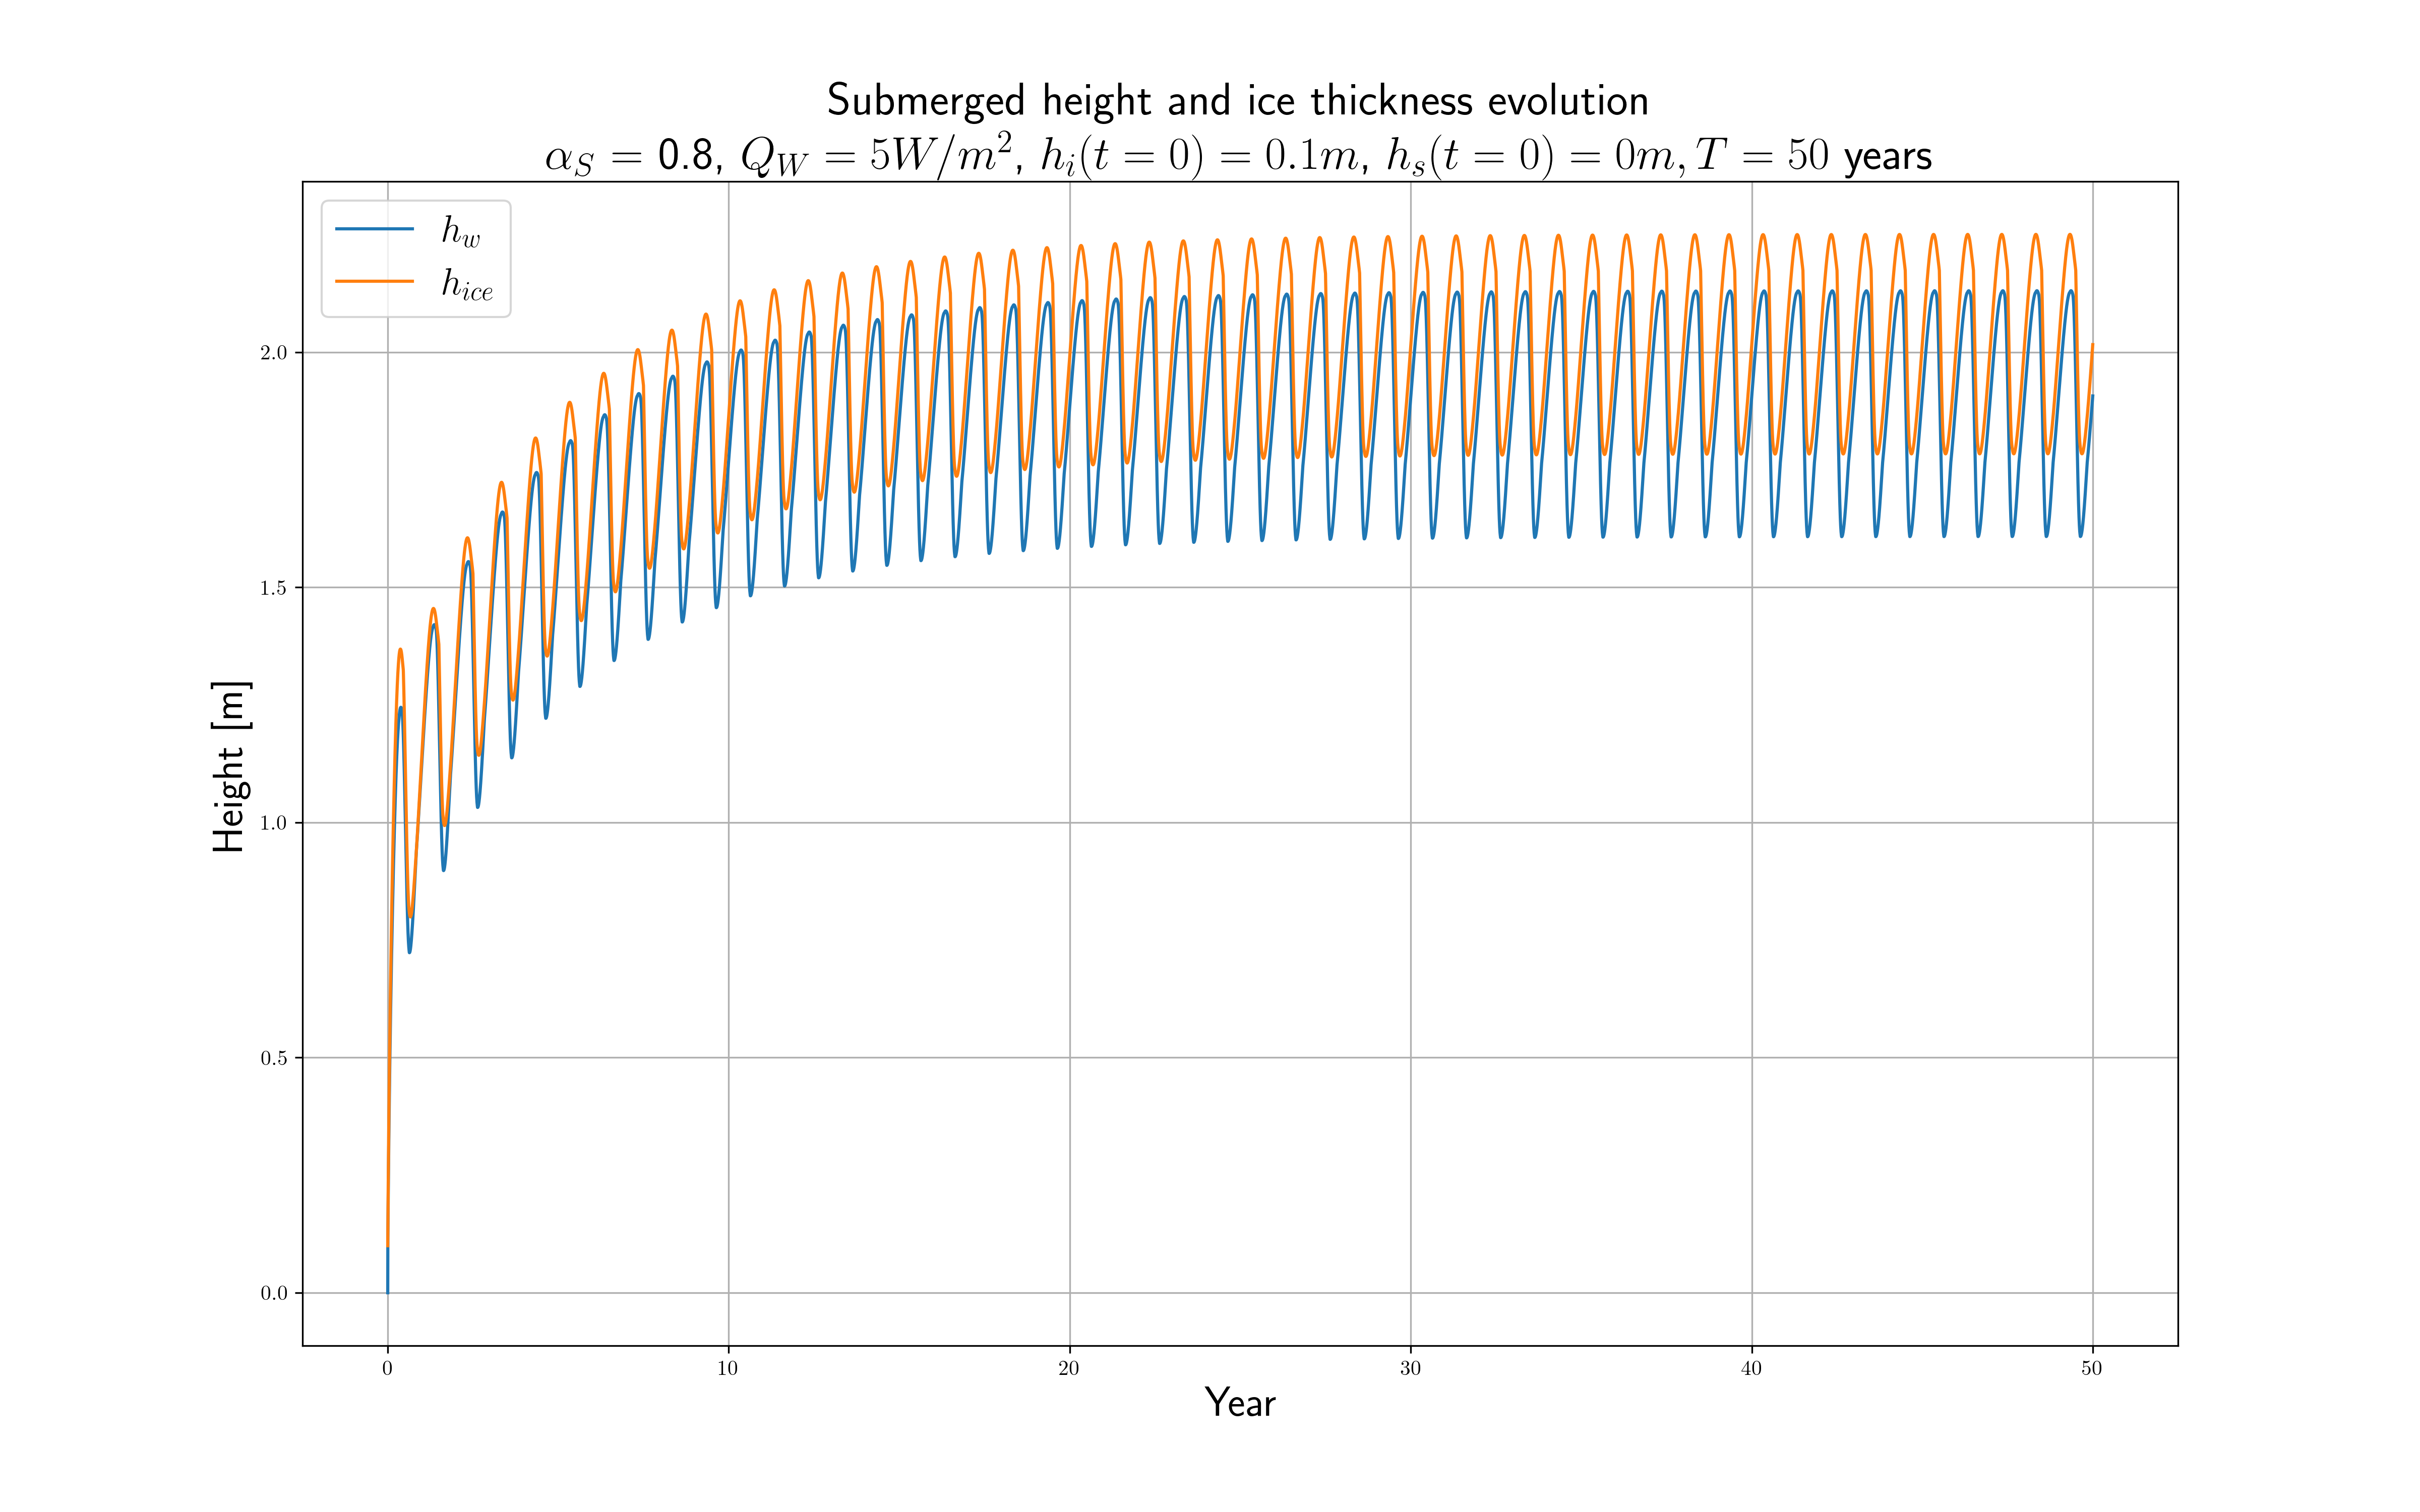 Submerged height and ice thickness evolution
α_S = 0.8, Q_W = 5W/m², h_i(t = 0) = 0.1m, h_s(t = 0) = 0m, T = 50 years
h_w
h_ice
2.0
1.5
1.0
0.5
0.0
Height [m]
0 10 20 30 40 50
Year